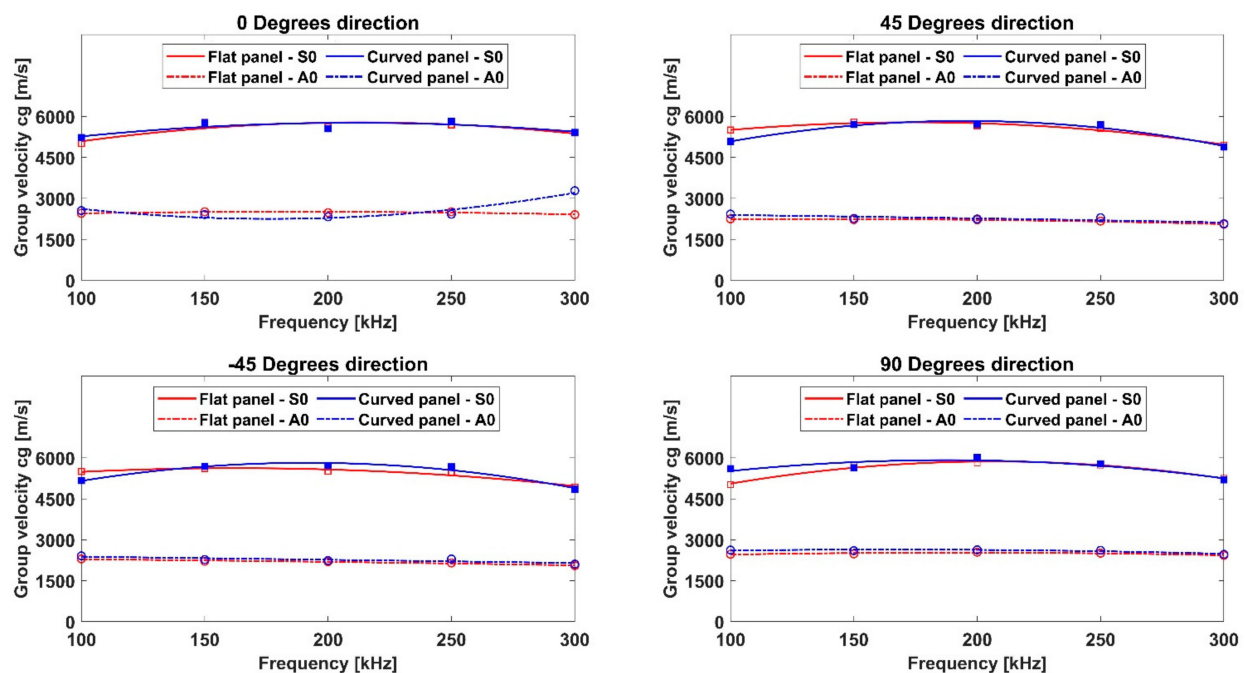 0 Degrees direction
Flat panel - S0 Curved panel - S0
Flat panel - A0 Curved panel - A0
Group velocity cg [m/s]
6000
4500
3000
1500
0
100 150 200 250 300
Frequency [kHz]
45 Degrees direction
Flat panel - S0 Curved panel - S0
Flat panel - A0 Curved panel - A0
Group velocity cg [m/s]
6000
4500
3000
1500
0
100 150 200 250 300
Frequency [kHz]
-45 Degrees direction
Flat panel - S0 Curved panel - S0
Flat panel - A0 Curved panel - A0
Group velocity cg [m/s]
6000
4500
3000
1500
0
100 150 200 250 300
Frequency [kHz]
90 Degrees direction
Flat panel - S0 Curved panel - S0
Flat panel - A0 Curved panel - A0
Group velocity cg [m/s]
6000
4500
3000
1500
0
100 150 200 250 300
Frequency [kHz]